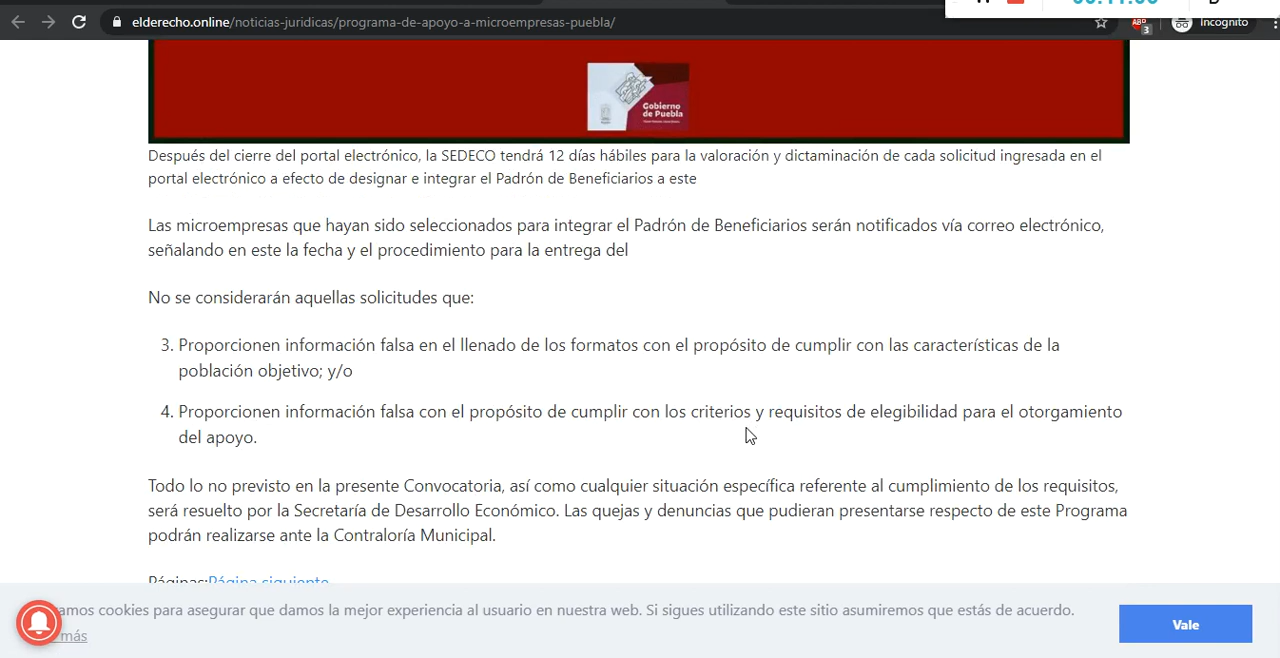 elderecho.online/noticias-juridicas/programa-de-apoyo-a-microempresas-puebla/
ABP
3
Incognito
Gobierno
de Puebla
Después del cierre del portal electrónico, la SEDECO tendrá 12 días hábiles para la valoración y dictaminación de cada solicitud ingresada en el
portal electrónico a efecto de designar e integrar el Padrón de Beneficiarios a este
Las microempresas que hayan sido seleccionados para integrar el Padrón de Beneficiarios serán notificados vía correo electrónico,
señalando en este la fecha y el procedimiento para la entrega del
No se considerarán aquellas solicitudes que:
3. Proporcionen información falsa en el llenado de los formatos con el propósito de cumplir con las características de la
población objetivo; y/o
4. Proporcionen información falsa con el propósito de cumplir con los criterios y requisitos de elegibilidad para el otorgamiento
del apoyo.
Todo lo no previsto en la presente Convocatoria, así como cualquier situación específica referente al cumplimiento de los requisitos,
será resuelto por la Secretaría de Desarrollo Económico. Las quejas y denuncias que pudieran presentarse respecto de este Programa
podrán realizarse ante la Contraloría Municipal.
Páginas:Página siguiente
amos cookies para asegurar que damos la mejor experiencia al usuario en nuestra web. Si sigues utilizando este sitio asumiremos que estás de acuerdo.
más
Vale